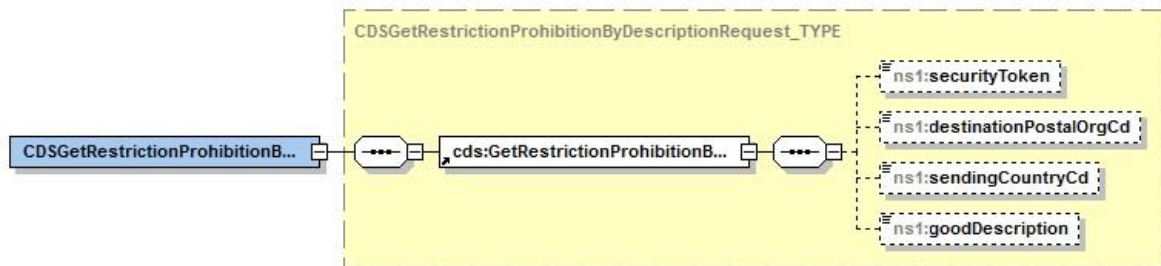 CDSGetRestrictionProhibitionByDescriptionRequest_TYPE
ns1:securityToken
ns1:destinationPostalOrgCd
CDSGetRestrictionProhibitionB...
cds:GetRestrictionProhibitionB...
ns1:sendingCountryCd
ns1:goodDescription